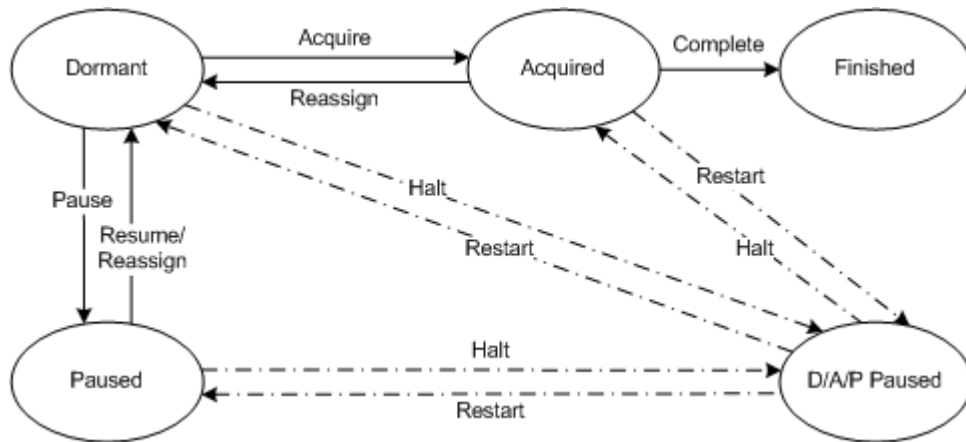 Dormant
Acquire
Reassign
Acquired
Complete
Finished
Pause
Resume/
Reassign
Halt
Restart
Restart
Halt
Paused
Halt
Restart
D/A/P Paused